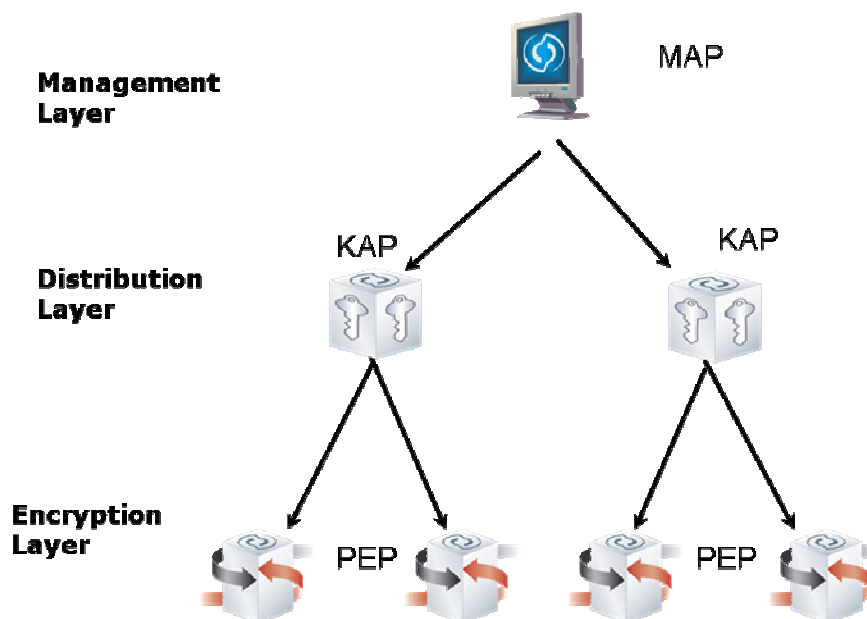 MAP
Management
Layer
KAP
KAP
Distribution
Layer
Encryption
Layer
PEP
PEP